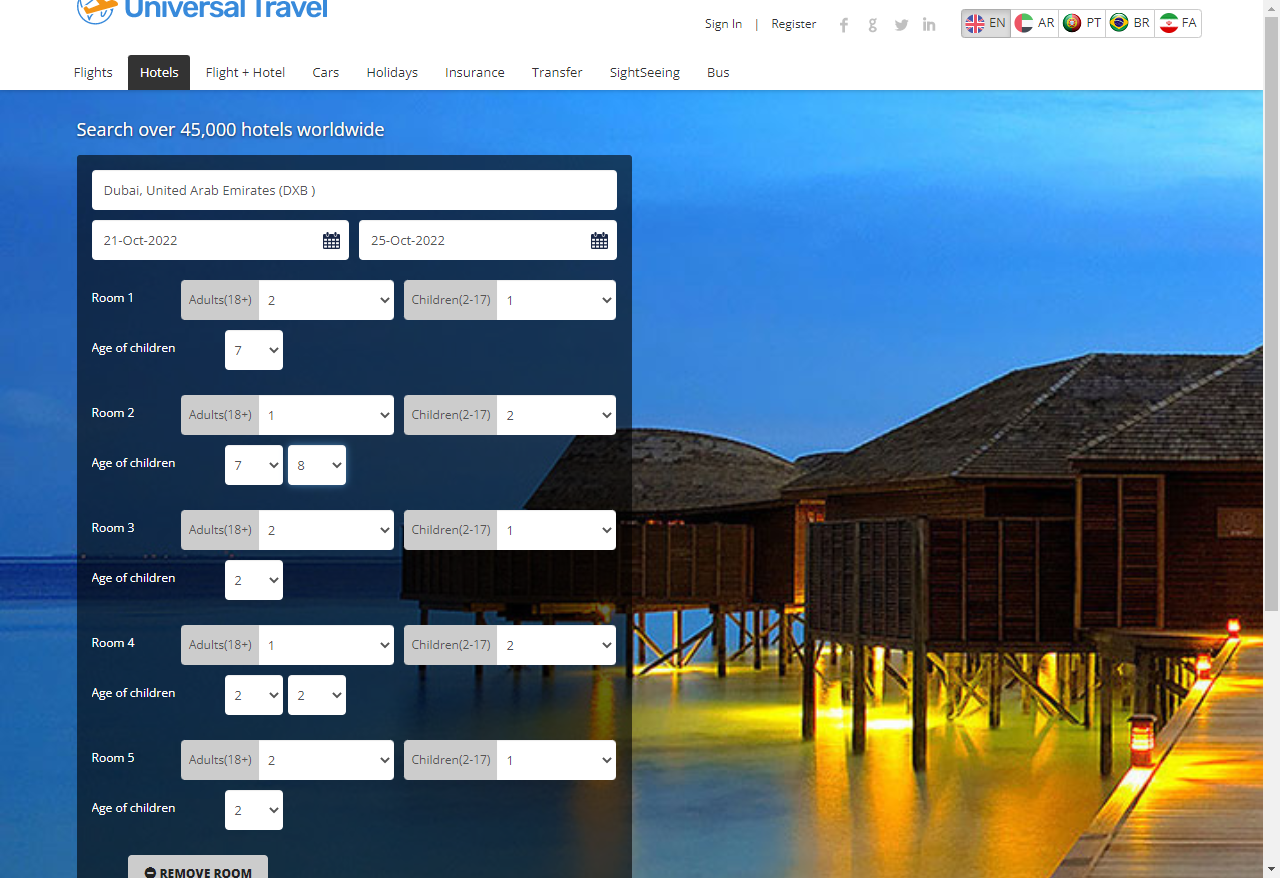 Universal Travel
Sign In | Register
EN AR PT BR FA
Flights Hotels Flight + Hotel Cars Holidays Insurance Transfer SightSeeing Bus
Search over 45,000 hotels worldwide
Dubai, United Arab Emirates (DXB )
21-Oct-2022 25-Oct-2022
Room 1 Adults(18+) 2 Children(2-17) 1
Age of children 7
Room 2 Adults(18+) 1 Children(2-17) 2
Age of children 7 8
Room 3 Adults(18+) 2 Children(2-17) 1
Age of children 2
Room 4 Adults(18+) 1 Children(2-17) 2
Age of children 2 2
Room 5 Adults(18+) 2 Children(2-17) 1
Age of children 2
REMOVE ROOM